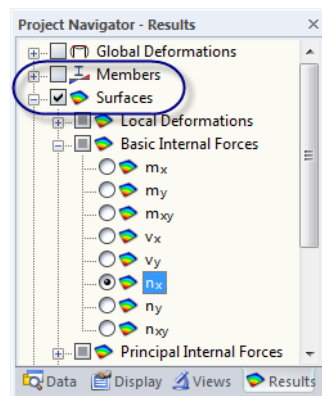 Project Navigator - Results
Global Deformations
Members
Surfaces
Local Deformations
Basic Internal Forces
mx
my
mxy
vx
vy
nx
ny
nxy
Principal Internal Forces
Data Display Views Results